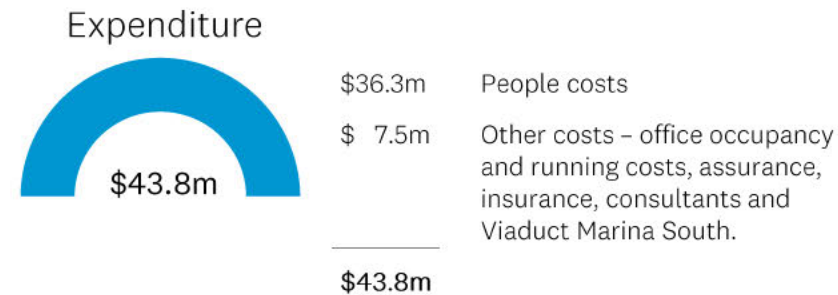 Expenditure
$43.8m
$36.3m People costs
$ 7.5m Other costs – office occupancy
and running costs, assurance,
insurance, consultants and
Viaduct Marina South.
$43.8m